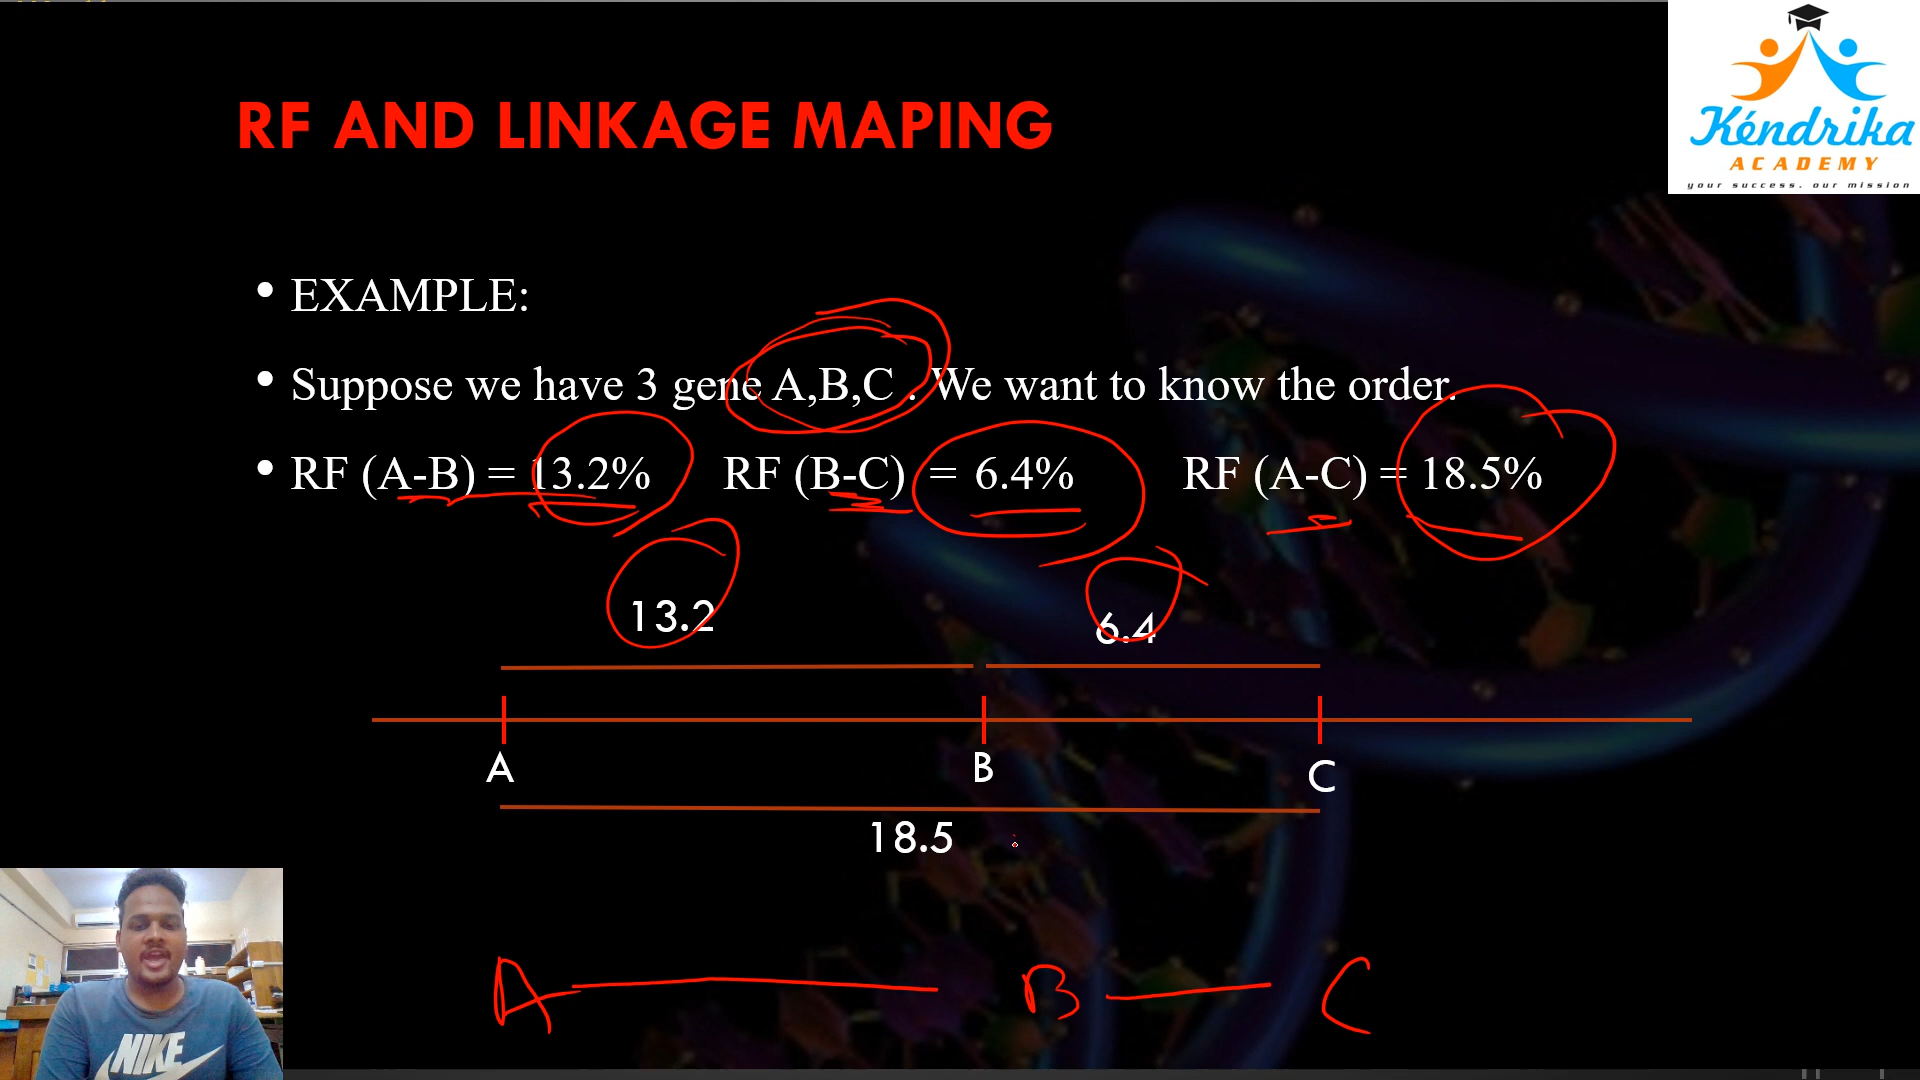 RF AND LINKAGE MAPING
Kéndrika
ACADEMY
your success, our mission
• EXAMPLE:
• Suppose we have 3 gene A,B,C . We want to know the order.
• RF (A-B) = 13.2% RF (B-C) = 6.4% RF (A-C) = 18.5%
13.2 6.4
A B C
18.5
A B C
NIKE